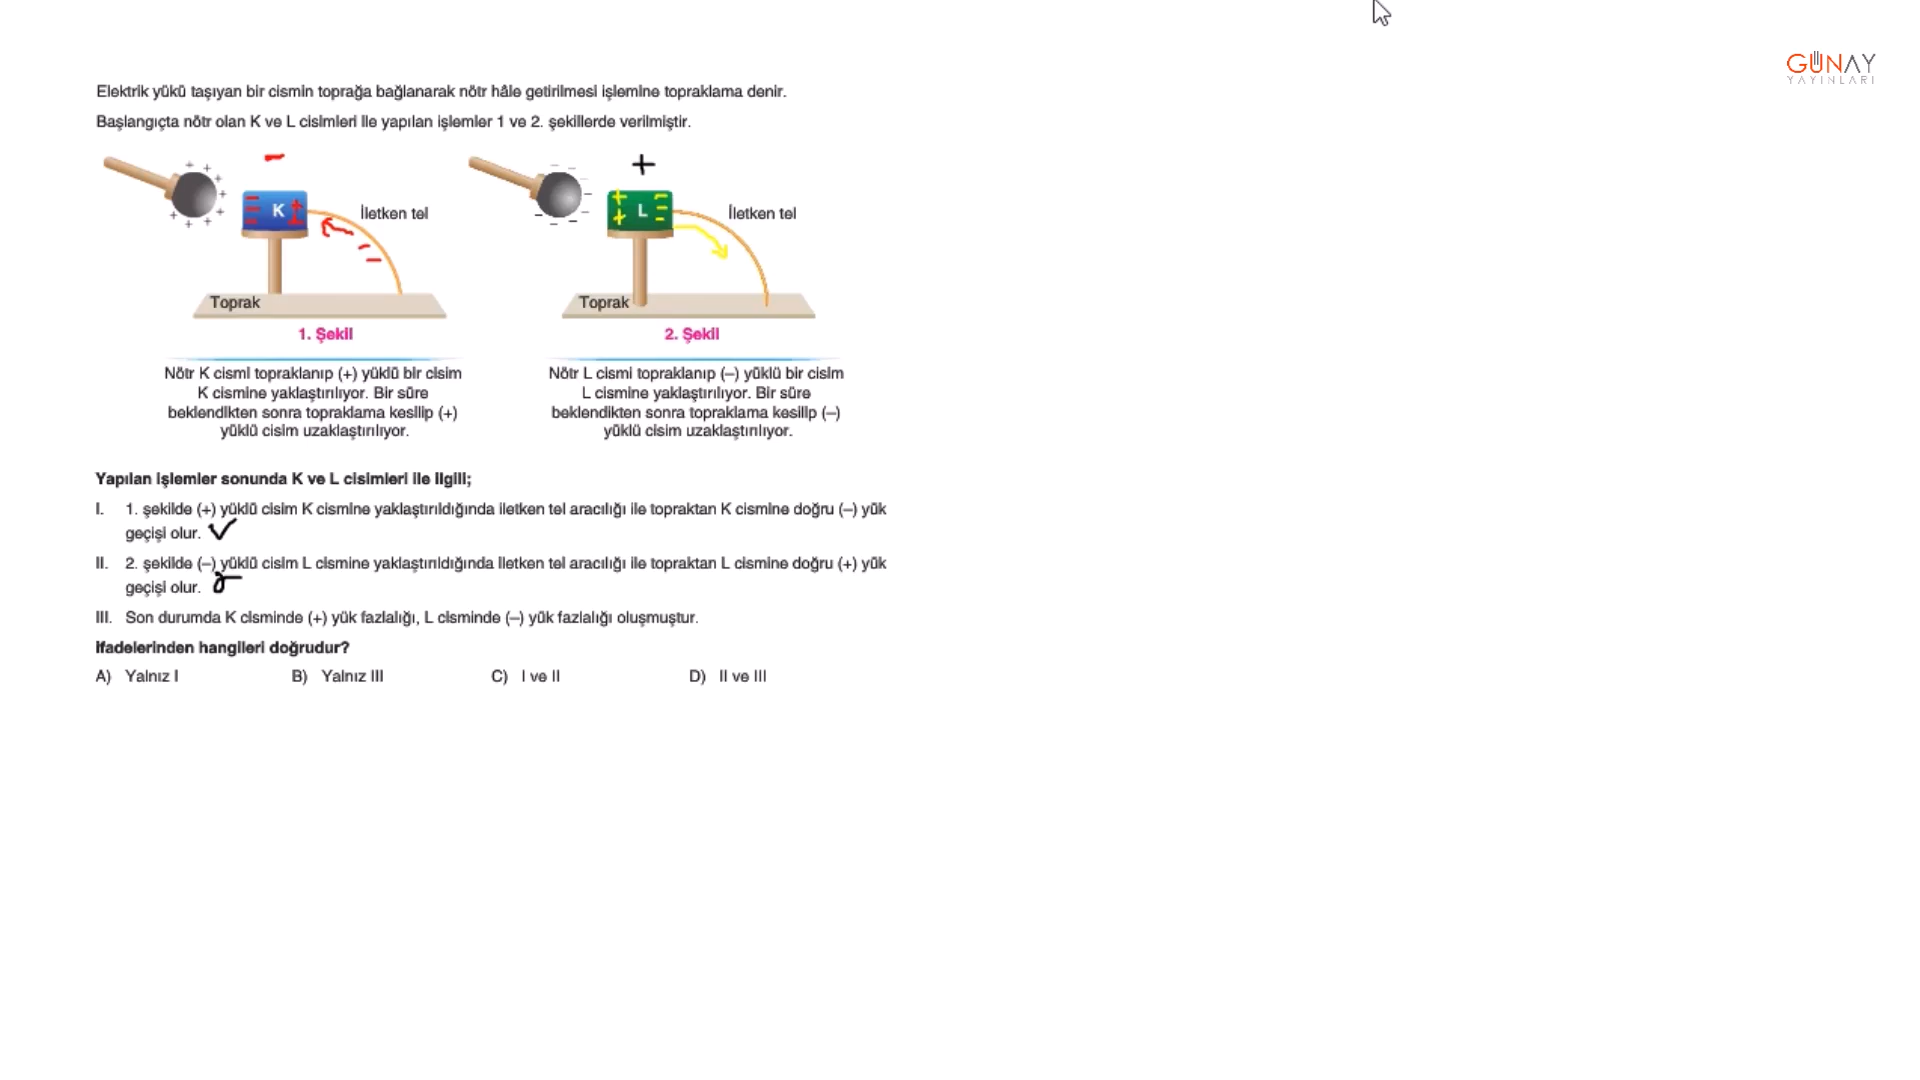 GÜNAY
YAYINLARI
Elektrik yükü taşıyan bir cismin toprağa bağlanarak nötr hâle getirilmesi işlemine topraklama denir.
Başlangıçta nötr olan K ve L cisimleri ile yapılan işlemler 1 ve 2. şekillerde verilmiştir.
K
İletken tel
Toprak
1. Şekil
L
İletken tel
Toprak
2. Şekil
Nötr K cismi topraklanıp (+) yüklü bir cisim
K cismine yaklaştırılıyor. Bir süre
beklendikten sonra topraklama kesilip (+)
yüklü cisim uzaklaştırılıyor.
Nötr L cismi topraklanıp (–) yüklü bir cisim
L cismine yaklaştırılıyor. Bir süre
beklendikten sonra topraklama kesilip (–)
yüklü cisim uzaklaştırılıyor.
Yapılan işlemler sonunda K ve L cisimleri ile ilgili;
I. 1. şekilde (+) yüklü cisim K cismine yaklaştırıldığında iletken tel aracılığı ile topraktan K cismine doğru (–) yük
geçişi olur.
II. 2. şekilde (–) yüklü cisim L cismine yaklaştırıldığında iletken tel aracılığı ile topraktan L cismine doğru (+) yük
geçişi olur.
III. Son durumda K cisminde (+) yük fazlalığı, L cisminde (–) yük fazlalığı oluşmuştur.
ifadelerinden hangileri doğrudur?
A) Yalnız I B) Yalnız III C) I ve II D) II ve III